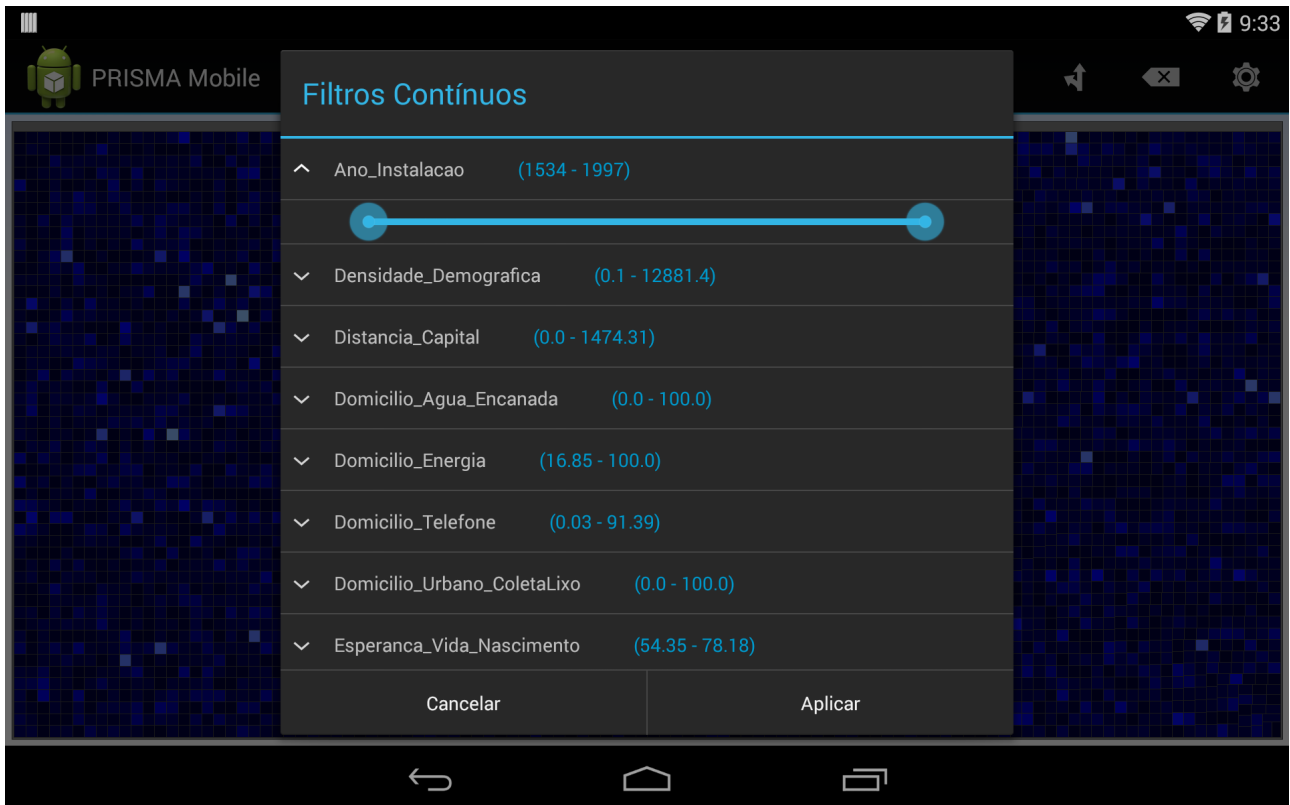 9:33
PRISMA Mobile
Filtros Contínuos
Ano_Instalacao (1534 - 1997)
Densidade_Demografica (0.1 - 12881.4)
Distancia_Capital (0.0 - 1474.31)
Domicilio_Agua_Encanada (0.0 - 100.0)
Domicilio_Energia (16.85 - 100.0)
Domicilio_Telefone (0.03 - 91.39)
Domicilio_Urbano_ColetaLixo (0.0 - 100.0)
Esperanca_Vida_Nascimento (54.35 - 78.18)
Cancelar Aplicar